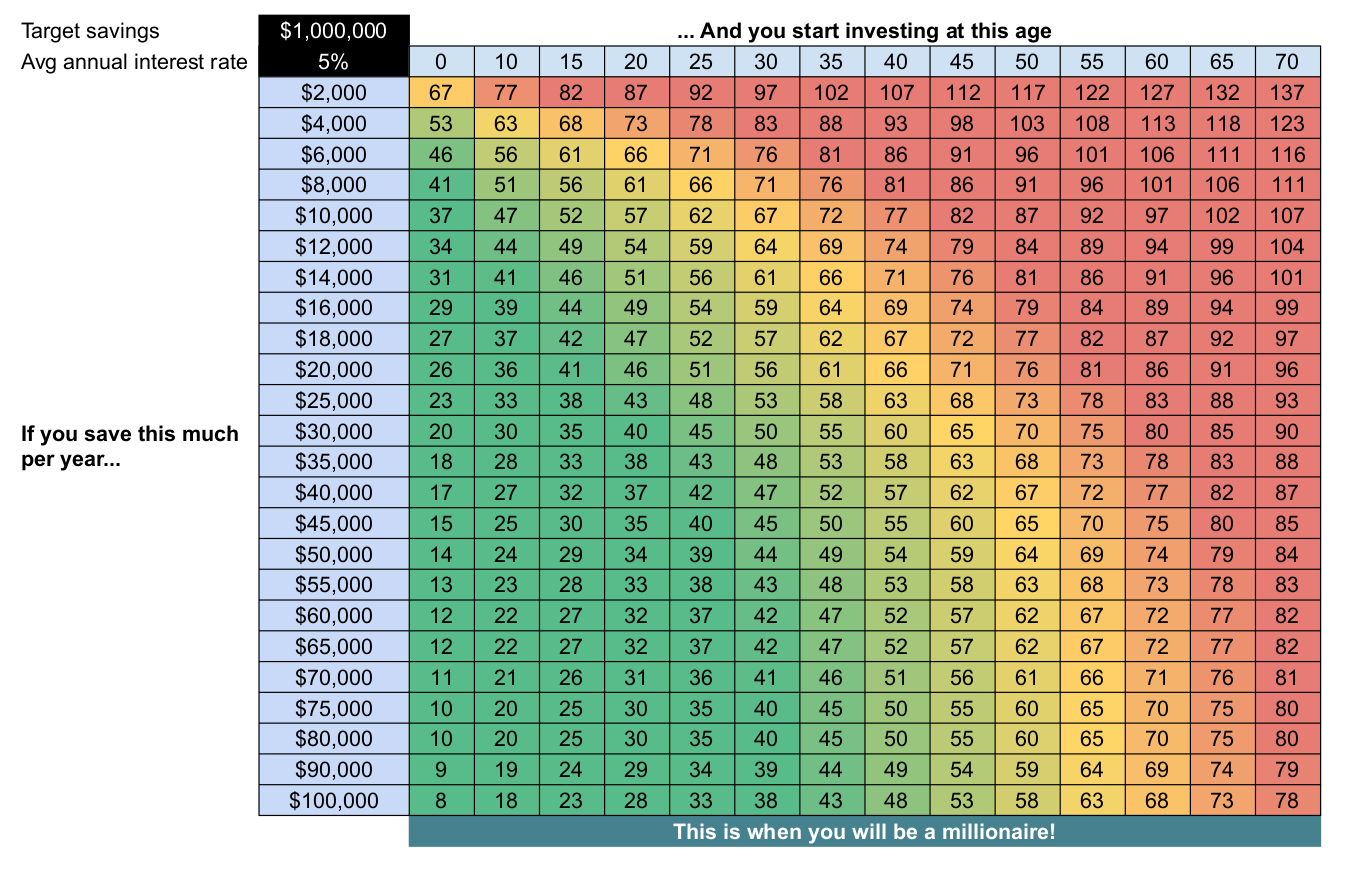 Target savings $1,000,000 ... And you start investing at this age
Avg annual interest rate 5% 0 10 15 20 25 30 35 40 45 50 55 60 65 70
$2,000 67 77 82 87 92 97 102 107 112 117 122 127 132 137
$4,000 53 63 68 73 78 83 88 93 98 103 108 113 118 123
$6,000 46 56 61 66 71 76 81 86 91 96 101 106 111 116
$8,000 41 51 56 61 66 71 76 81 86 91 96 101 106 111
$10,000 37 47 52 57 62 67 72 77 82 87 92 97 102 107
$12,000 34 44 49 54 59 64 69 74 79 84 89 94 99 104
$14,000 31 41 46 51 56 61 66 71 76 81 86 91 96 101
$16,000 29 39 44 49 54 59 64 69 74 79 84 89 94 99
$18,000 27 37 42 47 52 57 62 67 72 77 82 87 92 97
$20,000 26 36 41 46 51 56 61 66 71 76 81 86 91 96
$25,000 23 33 38 43 48 53 58 63 68 73 78 83 88 93
If you save this much
per year...
$30,000 20 30 35 40 45 50 55 60 65 70 75 80 85 90
$35,000 18 28 33 38 43 48 53 58 63 68 73 78 83 88
$40,000 17 27 32 37 42 47 52 57 62 67 72 77 82 87
$45,000 15 25 30 35 40 45 50 55 60 65 70 75 80 85
$50,000 14 24 29 34 39 44 49 54 59 64 69 74 79 84
$55,000 13 23 28 33 38 43 48 53 58 63 68 73 78 83
$60,000 12 22 27 32 37 42 47 52 57 62 67 72 77 82
$65,000 12 22 27 32 37 42 47 52 57 62 67 72 77 82
$70,000 11 21 26 31 36 41 46 51 56 61 66 71 76 81
$75,000 10 20 25 30 35 40 45 50 55 60 65 70 75 80
$80,000 10 20 25 30 35 40 45 50 55 60 65 70 75 80
$90,000 9 19 24 29 34 39 44 49 54 59 64 69 74 79
$100,000 8 18 23 28 33 38 43 48 53 58 63 68 73 78
This is when you will be a millionaire!